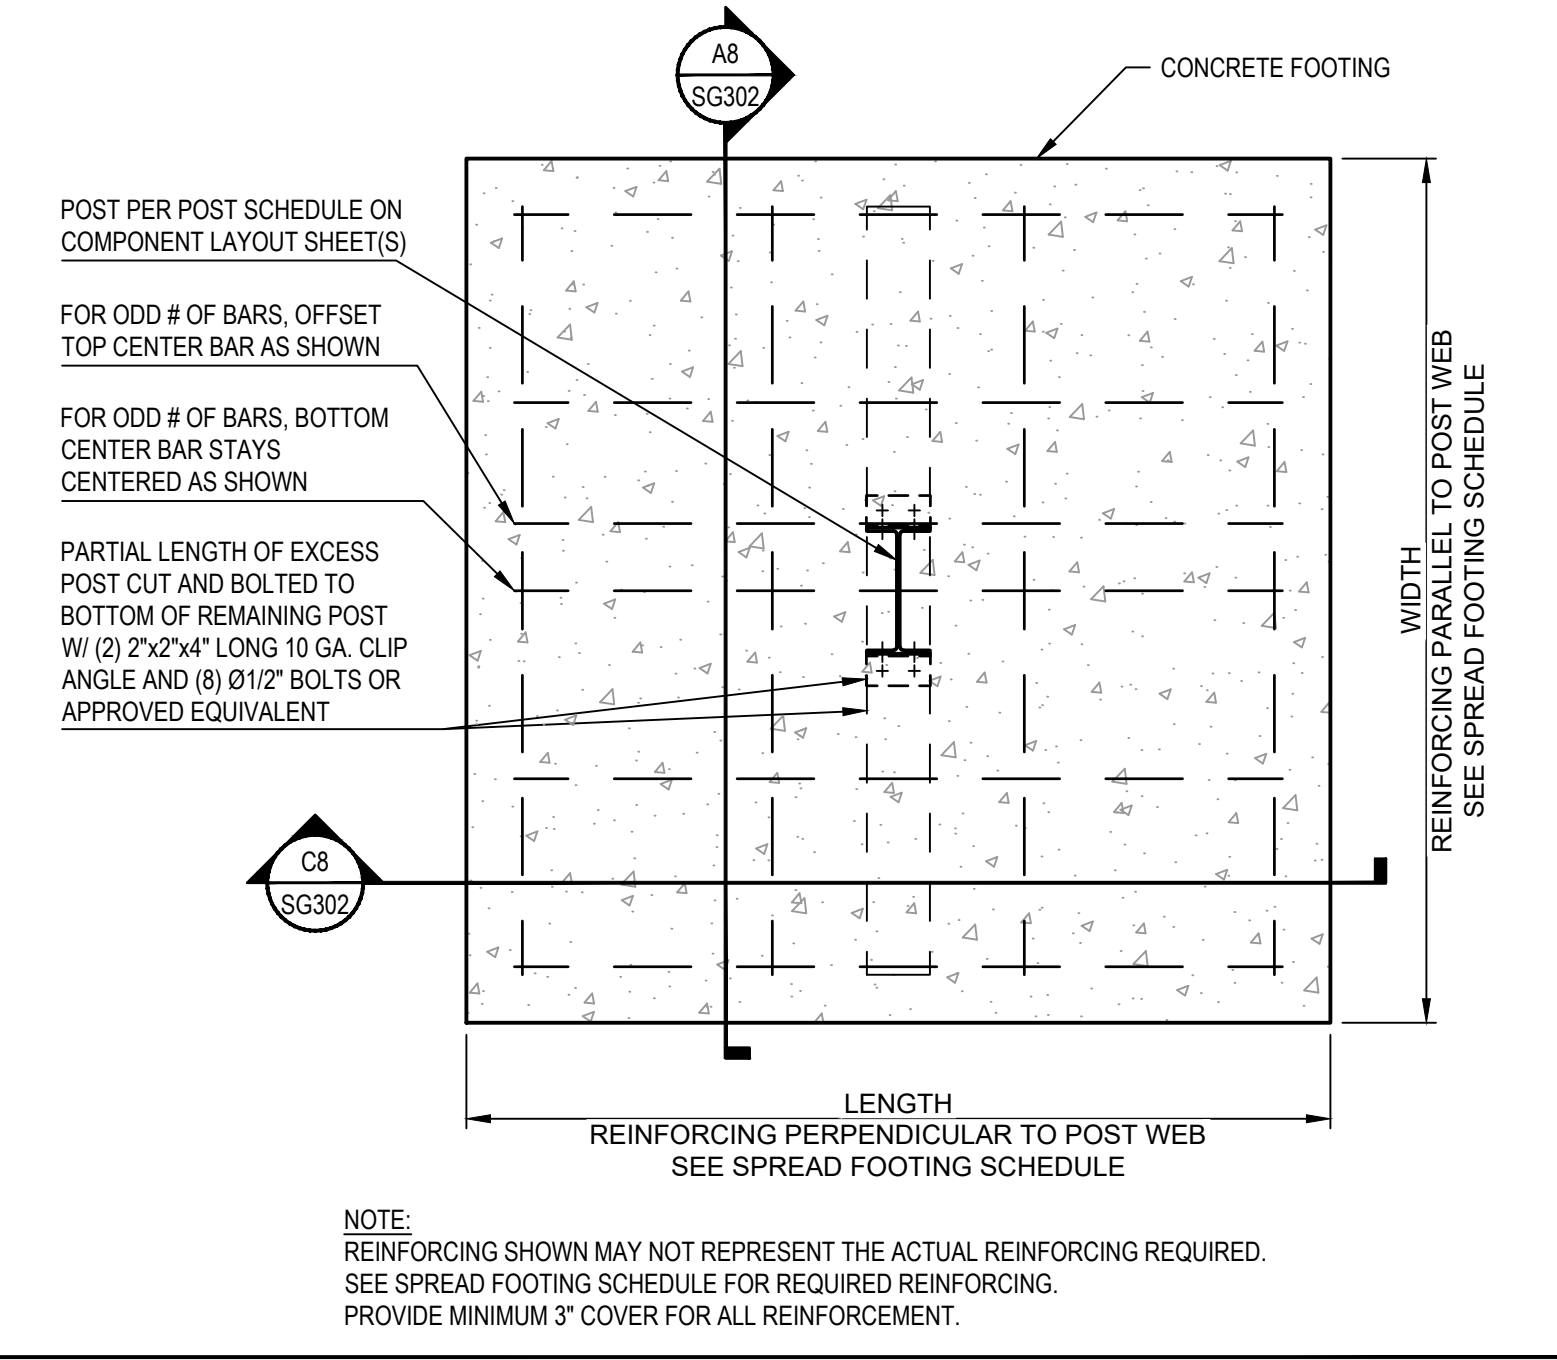 A8
SG302
CONCRETE FOOTING
POST PER POST SCHEDULE ON
COMPONENT LAYOUT SHEET(S)
FOR ODD # OF BARS, OFFSET
TOP CENTER BAR AS SHOWN
FOR ODD # OF BARS, BOTTOM
CENTER BAR STAYS
CENTERED AS SHOWN
PARTIAL LENGTH OF EXCESS
POST CUT AND BOLTED TO
BOTTOM OF REMAINING POST
W/ (2) 2"x2"x4" LONG 10 GA. CLIP
ANGLE AND (8) Ø1/2" BOLTS OR
APPROVED EQUIVALENT
C8
SG302
WIDTH
REINFORCING PARALLEL TO POST WEB
SEE SPREAD FOOTING SCHEDULE
LENGTH
REINFORCING PERPENDICULAR TO POST WEB
SEE SPREAD FOOTING SCHEDULE
NOTE:
REINFORCING SHOWN MAY NOT REPRESENT THE ACTUAL REINFORCING REQUIRED.
SEE SPREAD FOOTING SCHEDULE FOR REQUIRED REINFORCING.
PROVIDE MINIMUM 3" COVER FOR ALL REINFORCEMENT.